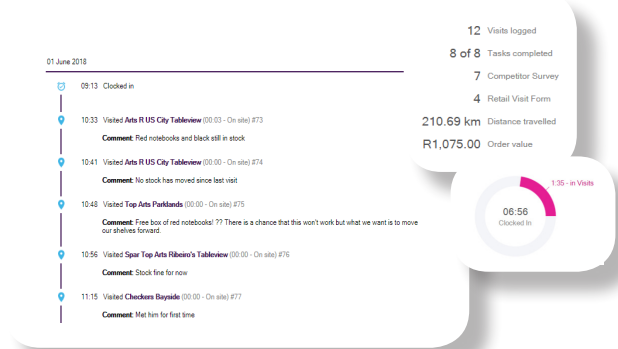 12 Visits logged
8 of 8 Tasks completed
7 Competitor Survey
4 Retail Visit Form
210.69 km Distance travelled
R1,075.00 Order value
01 June 2018
09:13 Clocked in
10:33 Visited Arts R US City Tableview (00:03 - On site) #73
Comment: Red notebooks and black still in stock
10:41 Visited Arts R US City Tableview (00:00 - On site) #74
Comment: No stock has moved since last visit
10:48 Visited Top Arts Parklands (00:00 - On site) #75
Comment: Free box of red notebooks! ?? There is a chance that this won't work but what we want is to move
our shelves forward.
10:56 Visited Spar Top Arts Ribeiro's Tableview (00:00 - On site) #76
Comment: Stock fine for now
11:15 Visited Checkers Bayside (00:00 - On site) #77
Comment: Met him for first time
1:35 - in Visits
06:56
Clocked In